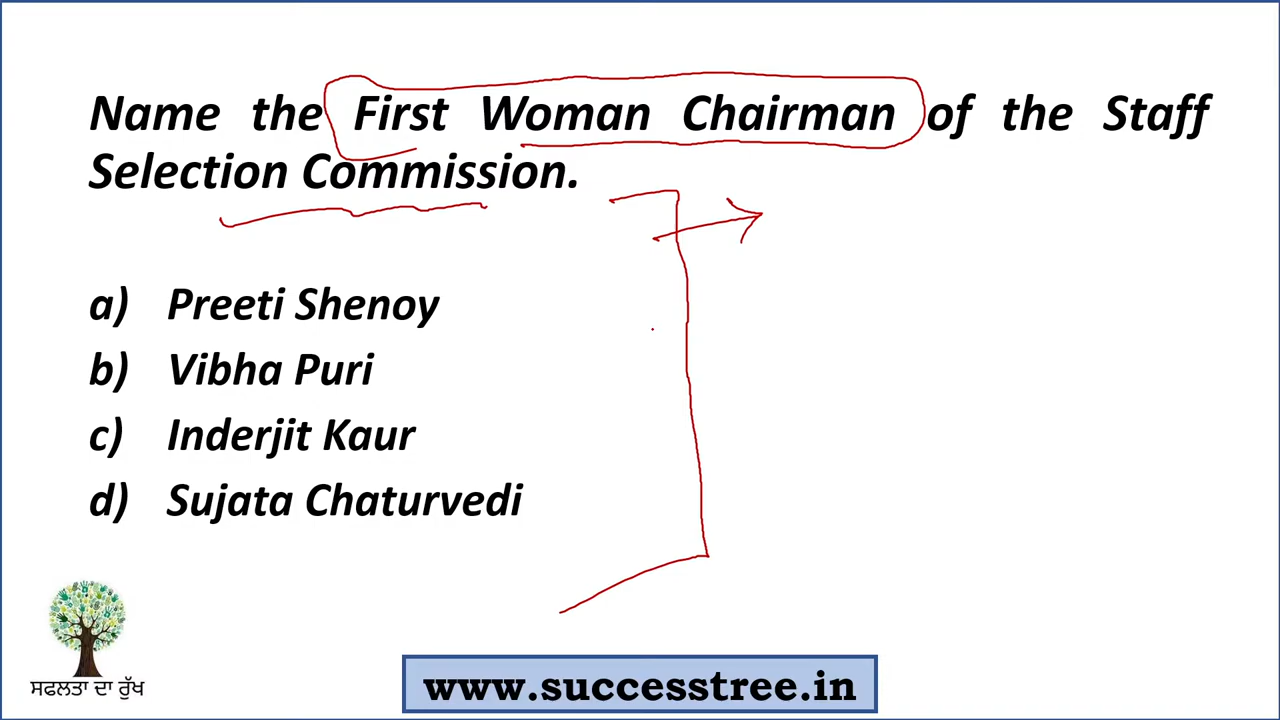 Name the First Woman Chairman of the Staff
Selection Commission.
a) Preeti Shenoy
b) Vibha Puri
c) Inderjit Kaur
d) Sujata Chaturvedi
ਸਫਲਤਾ ਦਾ ਰੁੱਖ
www.successtree.in